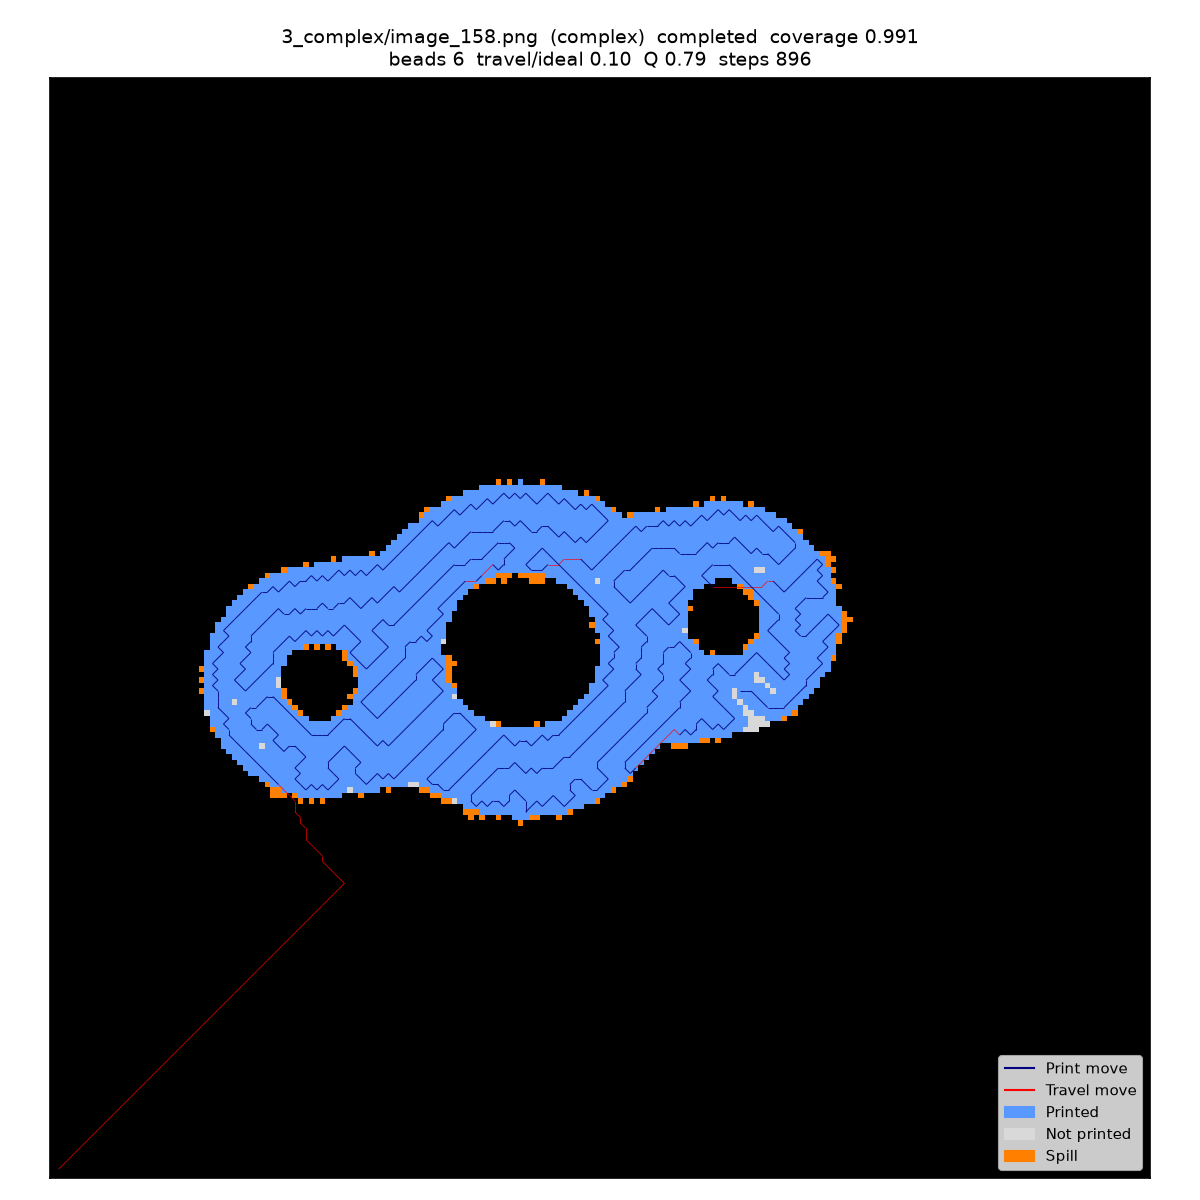 3_complex/image_158.png  (complex)  completed  coverage 0.991
beads 6  travel/ideal 0.10  Q 0.79  steps 896
Print move
Travel move
Printed
Not printed
Spill